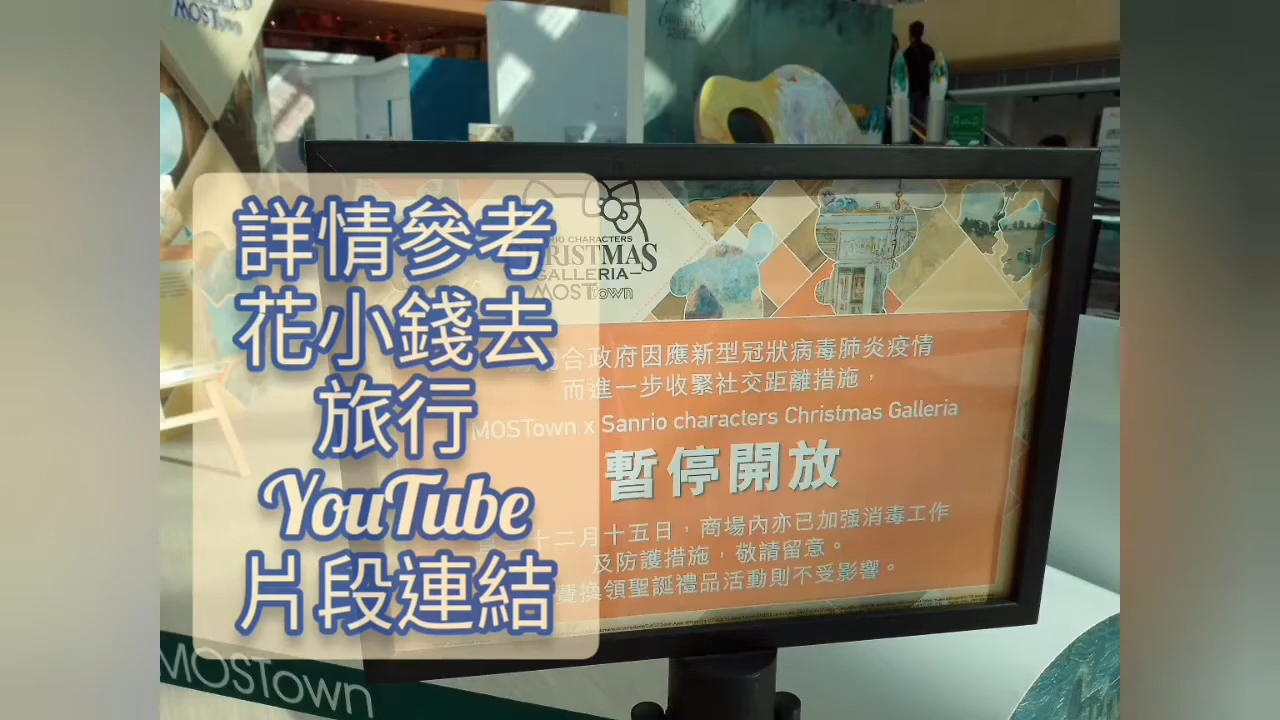 MOSTown
詳情參考
花小錢去
旅行
YouTube
片段連結
CHARACTERS
CHRISTMAS
GALLERIA
MOSTown
合政府因應新型冠狀病毒肺炎疫情
而進一步收緊社交距離措施，
MOSTown x Sanrio characters Christmas Galleria
暫停開放
十二月十五日，商場內亦已加强消毒工作
及防護措施，敬請留意。
費換領聖誕禮品活動則不受影響。
MOSTown